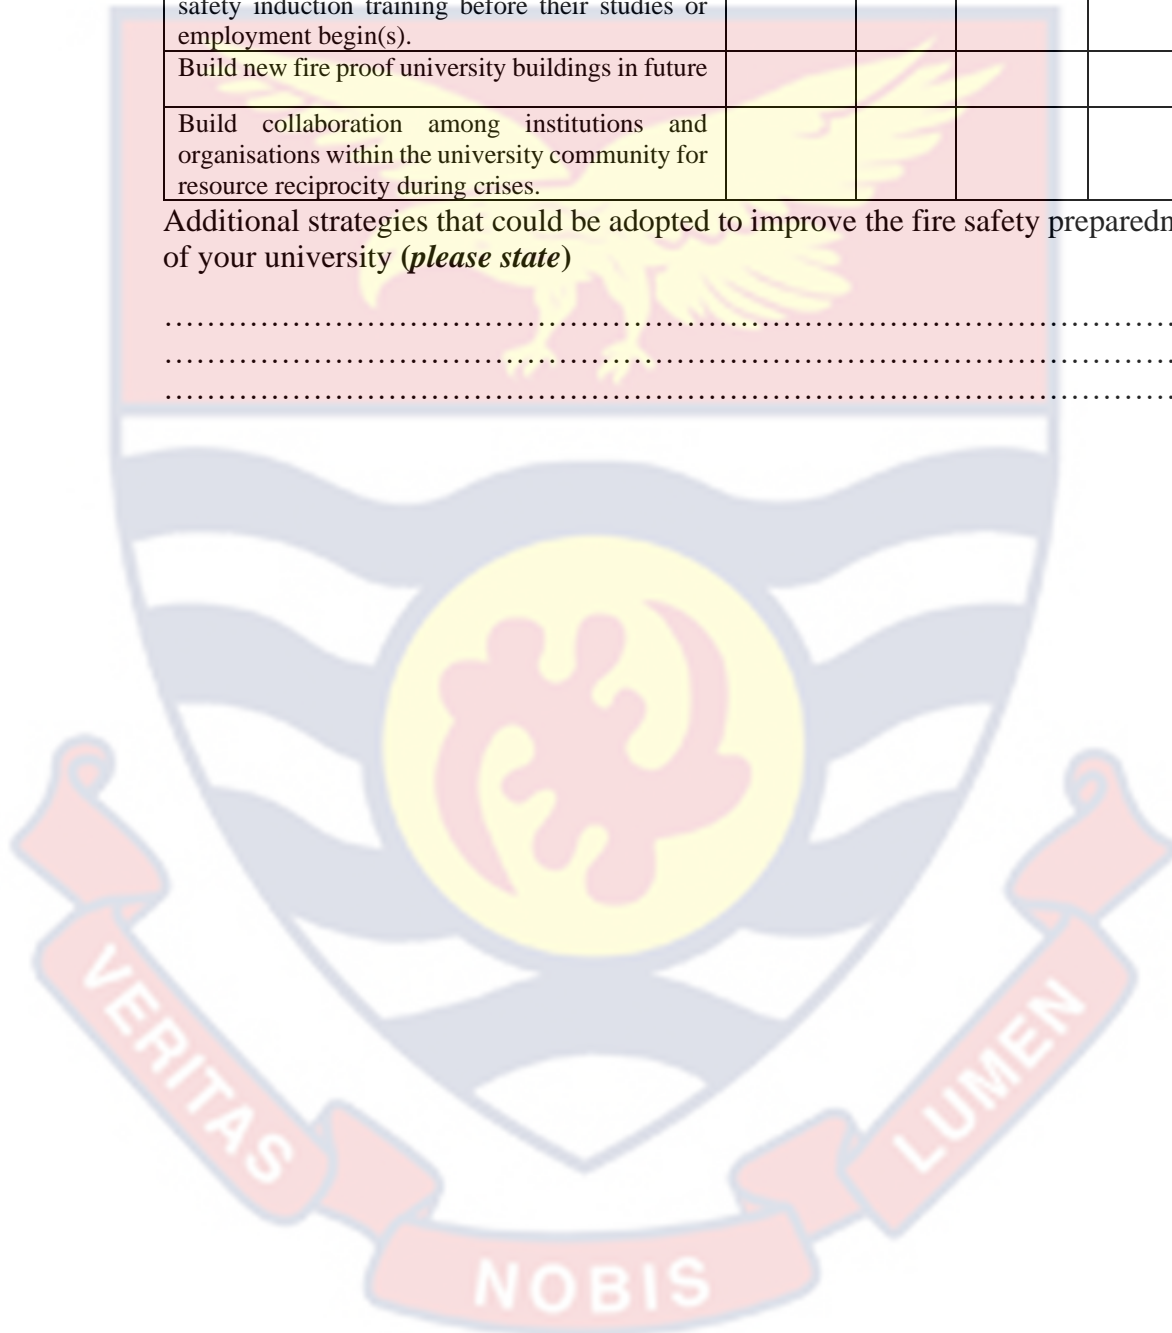 safety induction training before their studies or
employment begin(s).
Build new fire proof university buildings in future
Build collaboration among institutions and
organisations within the university community for
resource reciprocity during crises.
Additional strategies that could be adopted to improve the fire safety preparedn
of your university (please state)
……………………………………………………………………………………
……………………………………………………………………………………
……………………………………………………………………………………
VERITAS
NOBIS
LUMEN